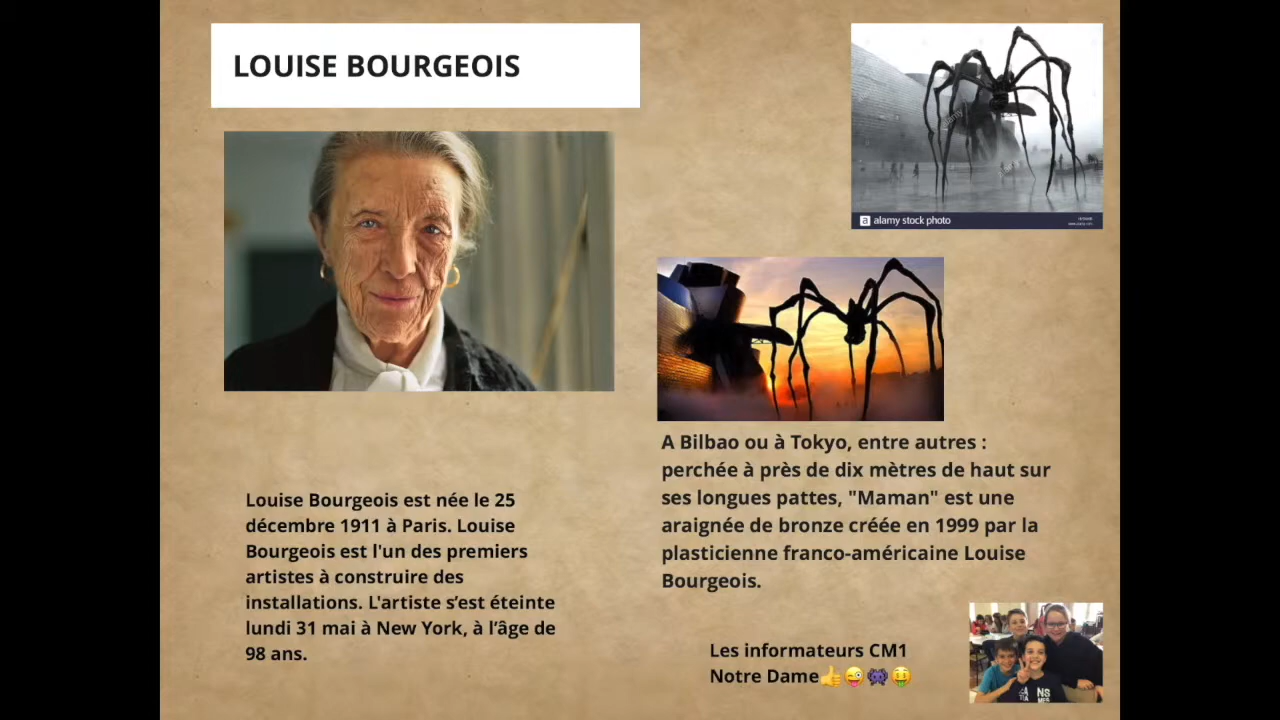 LOUISE BOURGEOIS
alamy
a alamy stock photo
A Bilbao ou à Tokyo, entre autres :
perchée à près de dix mètres de haut sur
ses longues pattes, "Maman" est une
araignée de bronze créée en 1999 par la
plasticienne franco-américaine Louise
Bourgeois.
Louise Bourgeois est née le 25
décembre 1911 à Paris. Louise
Bourgeois est l'un des premiers
artistes à construire des
installations. L'artiste s’est éteinte
lundi 31 mai à New York, à l’âge de
98 ans.
Les informateurs CM1
Notre Dame👍😜👾🤑